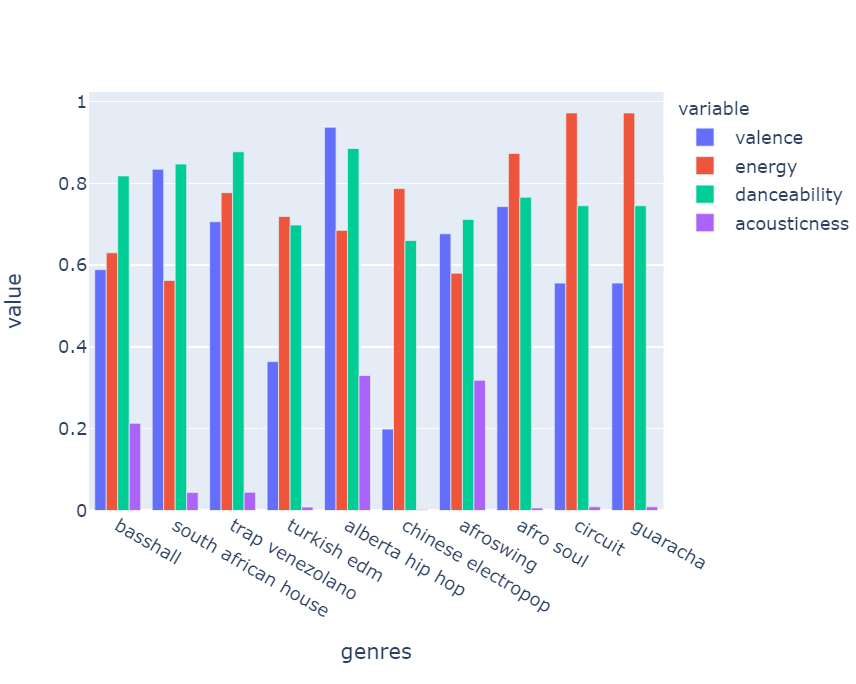 variable
valence
energy
danceability
acousticness
value
1
0.8
0.6
0.4
0.2
0
basshall
south african house
trap venezolano
turkish edm
alberta hip hop
chinese electropop
afroswing
afro soul
circuit
guaracha
genres